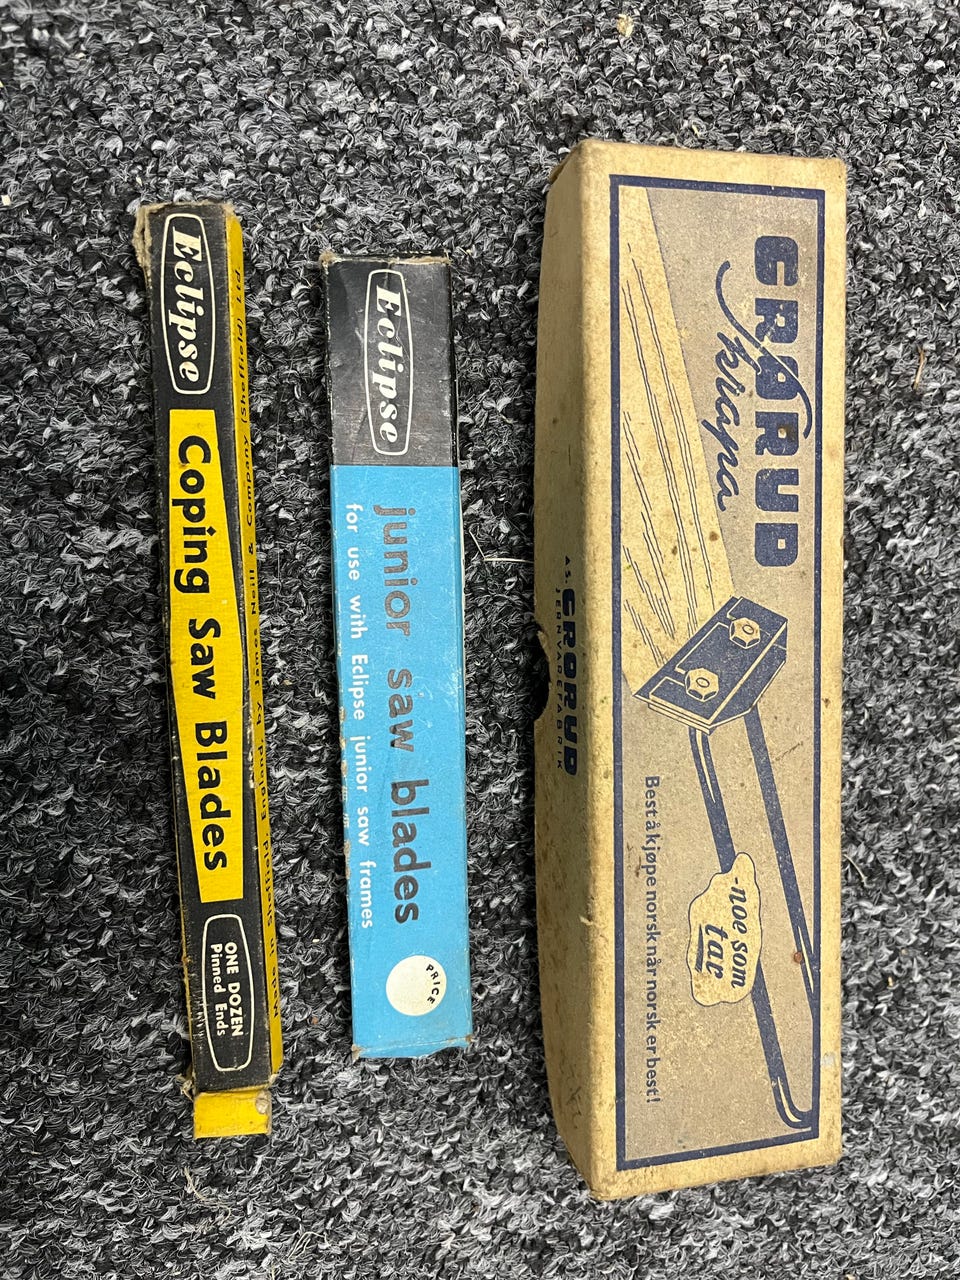 Eclipse
Coping Saw Blades
ONE DOZEN
Pinned Ends
Made in Sheffield, England, by James Neill & Company (Sheffield) Ltd
Eclipse
junior saw blades
for use with Eclipse junior saw frames
PRICE
GRORUD
Skrapa
-noe som
tar
Best å kjøpe norsk når norsk er best!
A.S. GRORUD
JERNVAREFABRIK